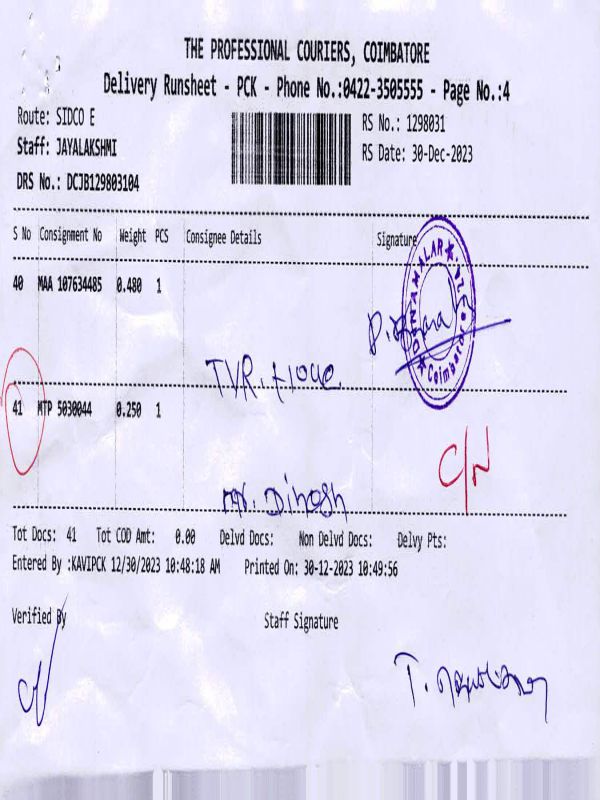 THE PROFESSIONAL COURIERS, COIMBATORE
Delivery Runsheet - PCK - Phone No.:0422-3505555 - Page No.:4
Route: SIDCO E
RS No.: 1298031
Staff: JAYALAKSHMI
RS Date: 30-Dec-2023
DRS No.: DCJB129803104
S No Consignment No Weight PCS Consignee Details Signature
40 MAA 107634485 0.480 1
DINAMALAR
Coimbatore
TVR.
41 MTP 5030044 0.250 1
C/N
Mr. Dinesh
Tot Docs: 41 Tot COD Amt: 0.00 Delvd Docs: Non Delvd Docs: Delvy Pts:
Entered By :KAVIPCK 12/30/2023 10:48:18 AM Printed On: 30-12-2023 10:49:56
Verified By Staff Signature